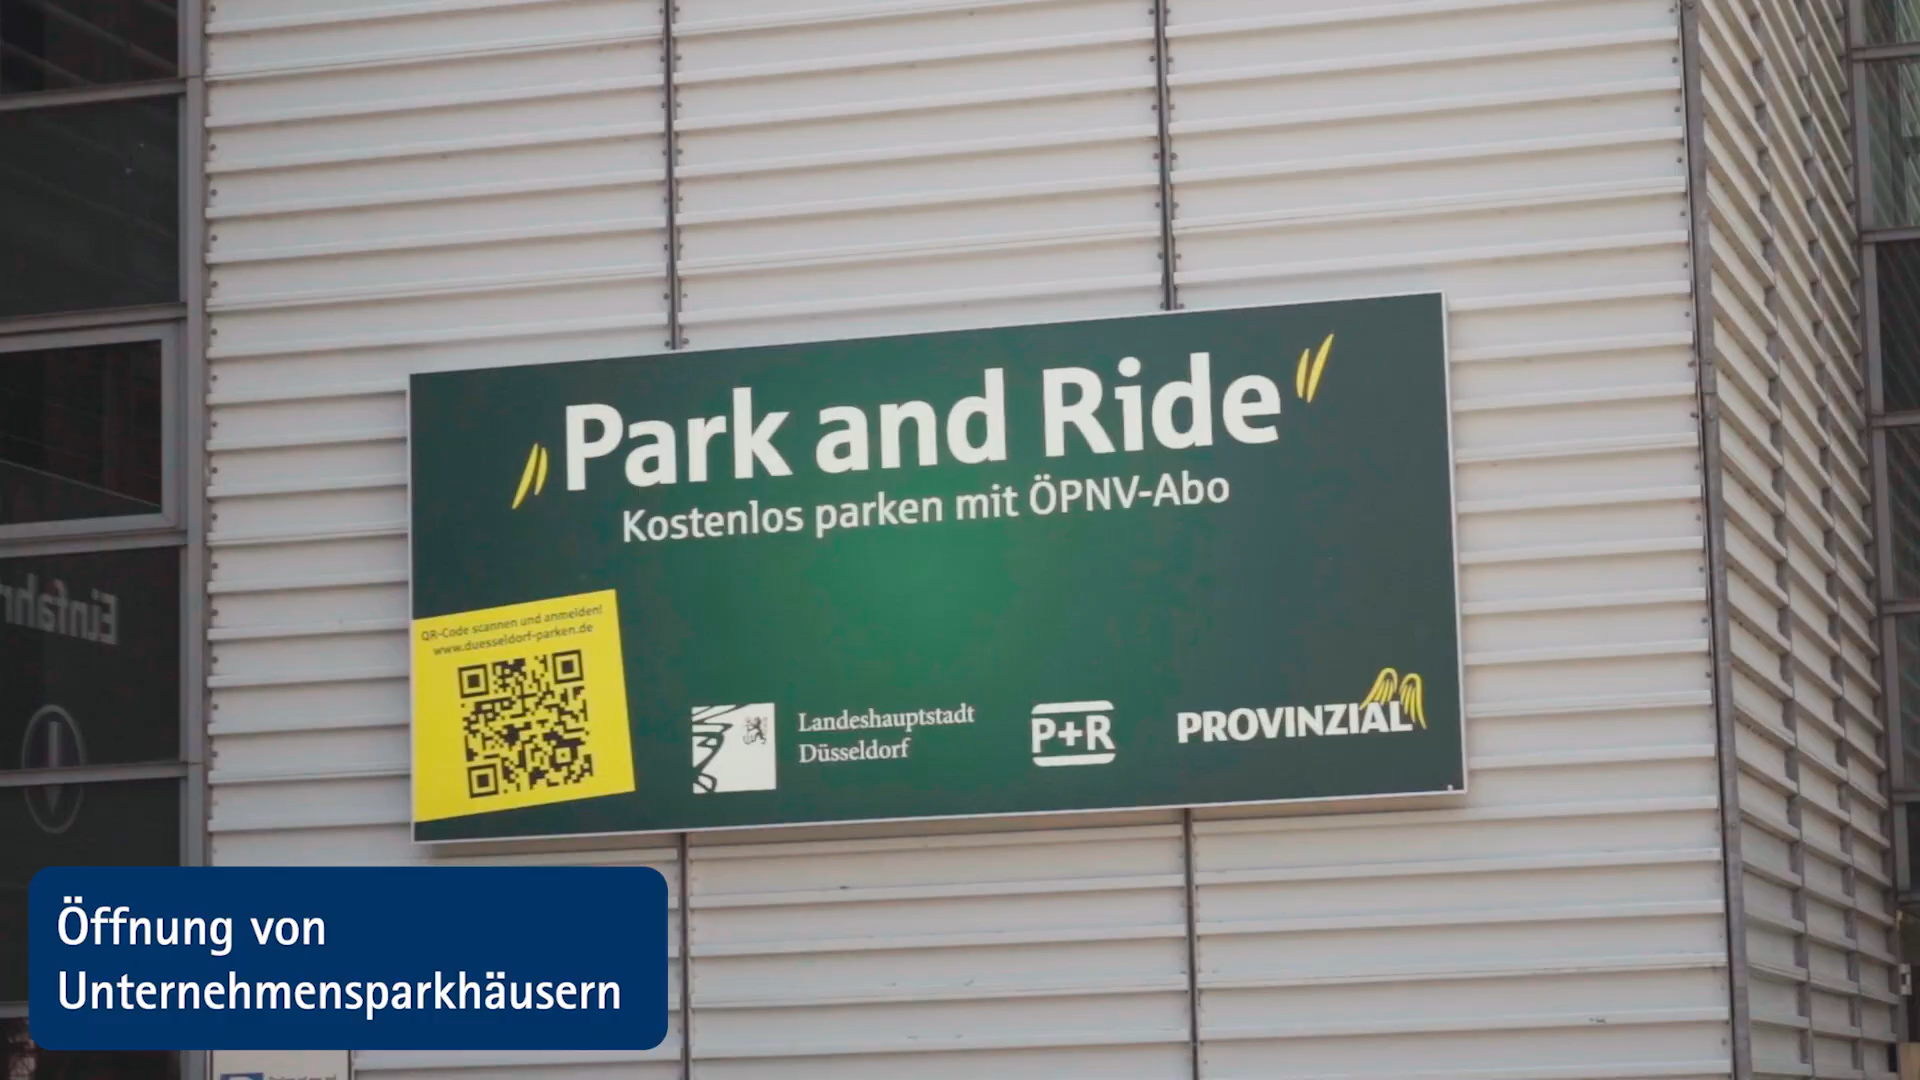 Park and Ride
Kostenlos parken mit ÖPNV-Abo
QR-Code scannen und anmelden!
www.duesseldorf-parken.de
Landeshauptstadt
Düsseldorf
P+R
PROVINZIAL
Öffnung von
Unternehmensparkhäusern